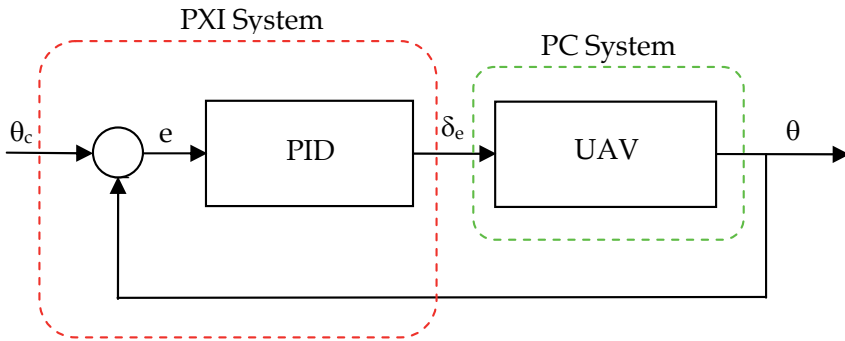 PXI System
PC System
θc
e
PID
δe
UAV
θ